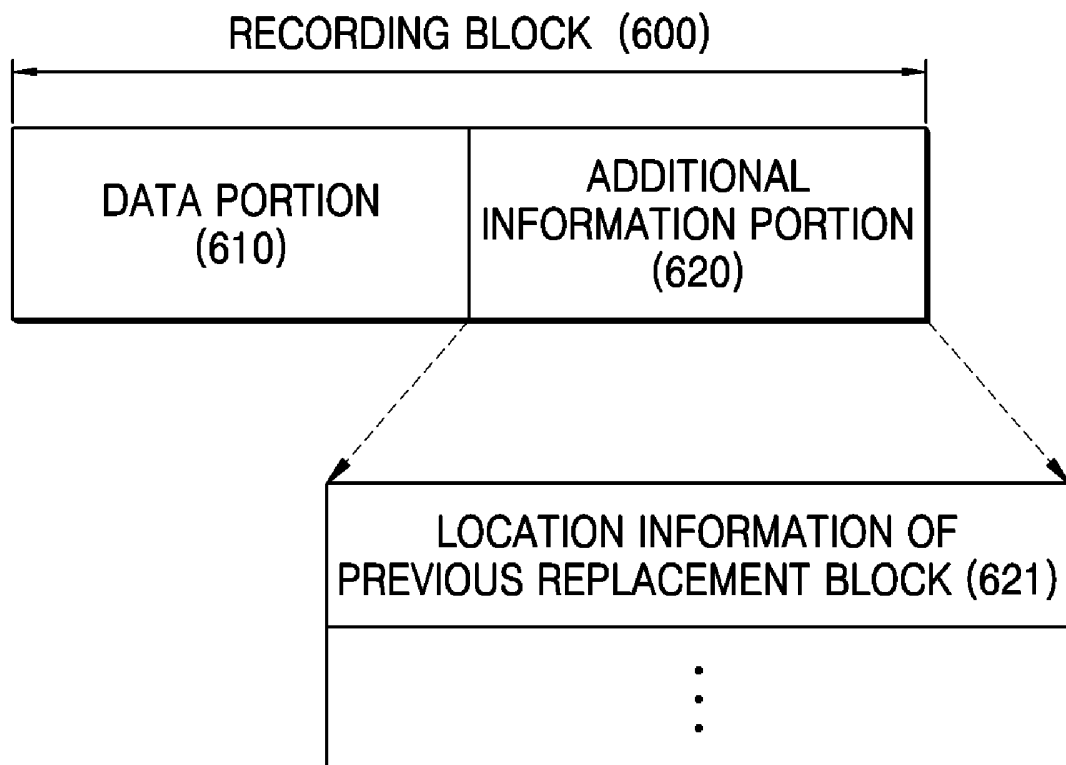 RECORDING BLOCK (600)
DATA PORTION
(610)
ADDITIONAL
INFORMATION PORTION
(620)
LOCATION INFORMATION OF
PREVIOUS REPLACEMENT BLOCK (621)